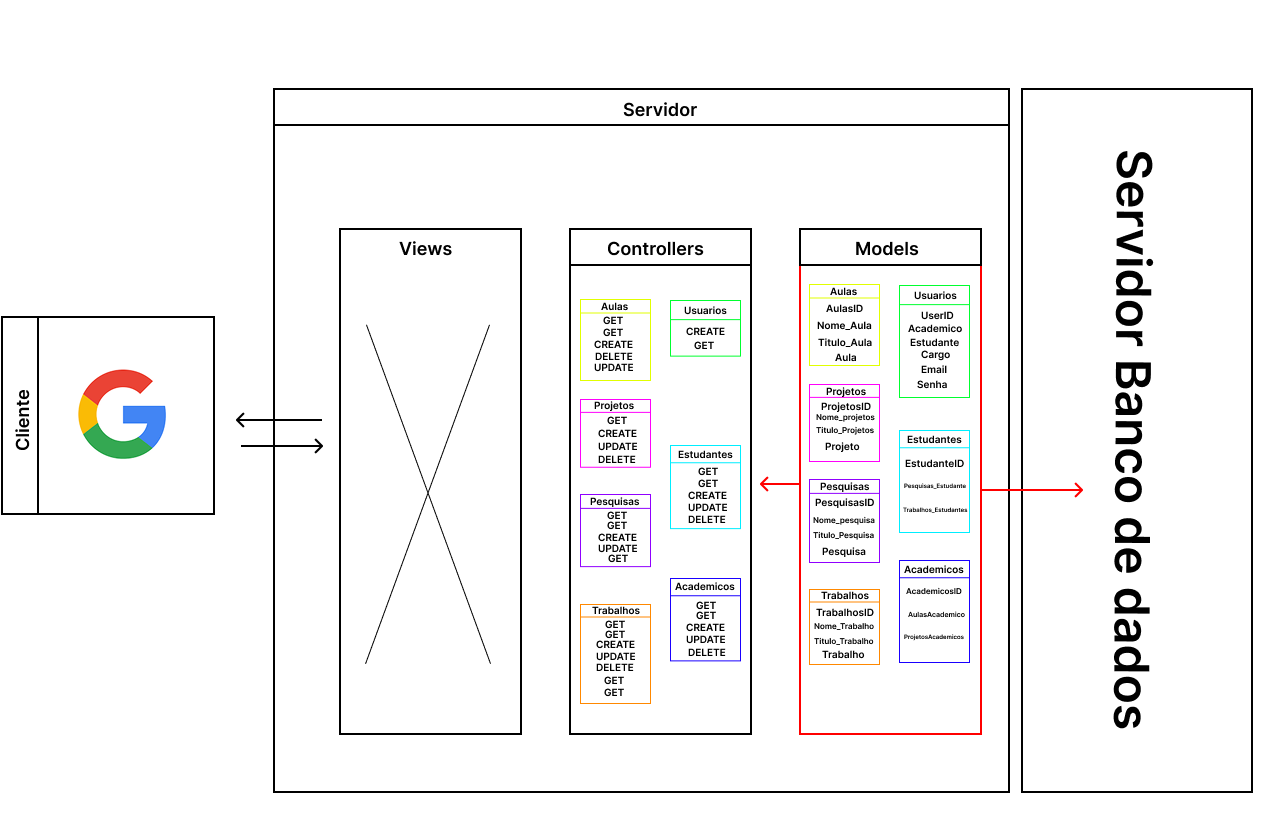 Servidor
Cliente
Views
Controllers
Aulas
GET
GET
CREATE
DELETE
UPDATE
Usuarios
CREATE
GET
Projetos
GET
CREATE
UPDATE
DELETE
Estudantes
GET
GET
CREATE
UPDATE
DELETE
Pesquisas
GET
GET
CREATE
UPDATE
GET
Academicos
GET
GET
CREATE
UPDATE
DELETE
Trabalhos
GET
GET
CREATE
UPDATE
DELETE
GET
GET
Models
Aulas
AulasID
Nome_Aula
Titulo_Aula
Aula
Usuarios
UserID
Academico
Estudante
Cargo
Email
Senha
Projetos
ProjetosID
Nome_projetos
Titulo_Projetos
Projeto
Estudantes
EstudanteID
Pesquisas_Estudante
Trabalhos_Estudantes
Pesquisas
PesquisasID
Nome_pesquisa
Titulo_Pesquisa
Pesquisa
Academicos
AcademicosID
AulasAcademico
ProjetosAcademicos
Trabalhos
TrabalhosID
Nome_Trabalho
Titulo_Trabalho
Trabalho
Servidor Banco de dados